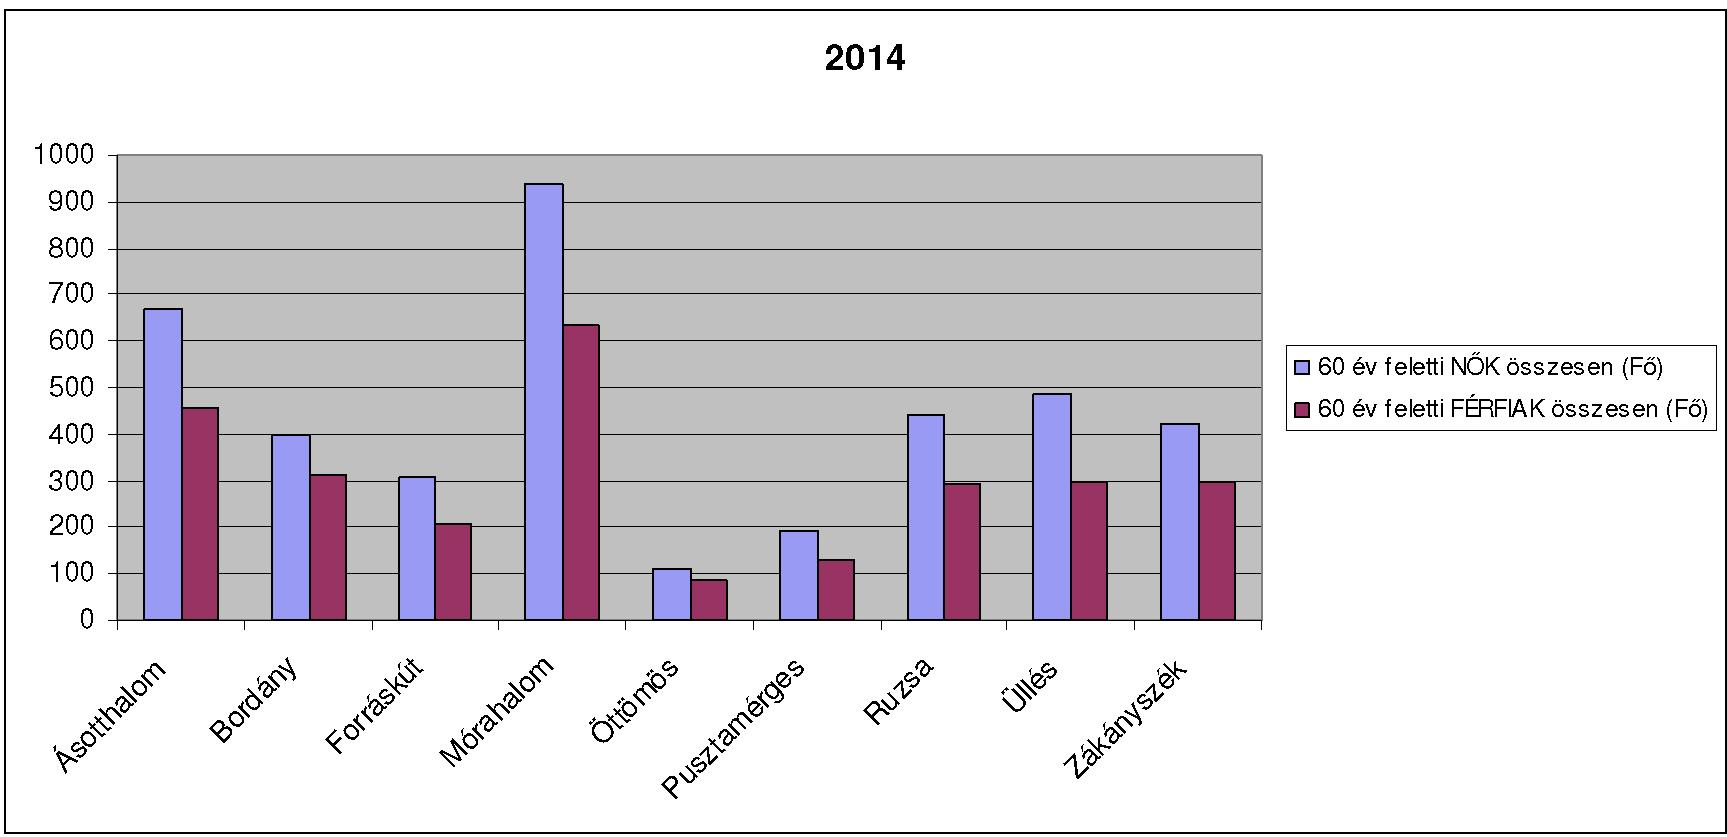 2014
1000
900
800
700
600
500
400
300
200
100
0
Ásotthalom
Bordány
Forráskút
Mórahalom
Öttömös
Pusztamérges
Ruzsa
Üllés
Zákányszék
60 év feletti NŐK összesen (Fő)
60 év feletti FÉRFIAK összesen (Fő)